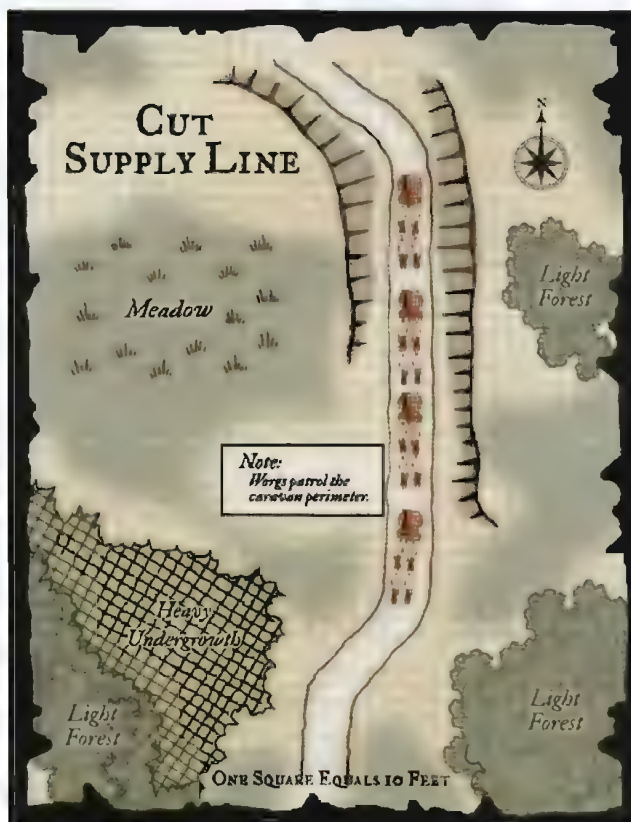 CUT
SUPPLY LINE
N
Light
Forest
Meadow
Note:
Worgs patrol the
caravan perimeter.
Heavy
Undergrowth
Light
Forest
Light
Forest
ONE SQUARE EQUALS 10 FEET